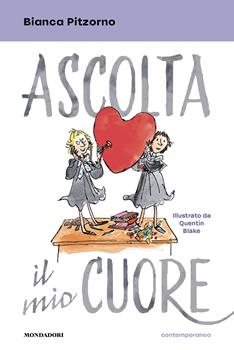 Bianca Pitzorno
ASCOLTA
Illustrato da
Quentin
Blake
il
mio CUORE
MONDADORI
contemporanea